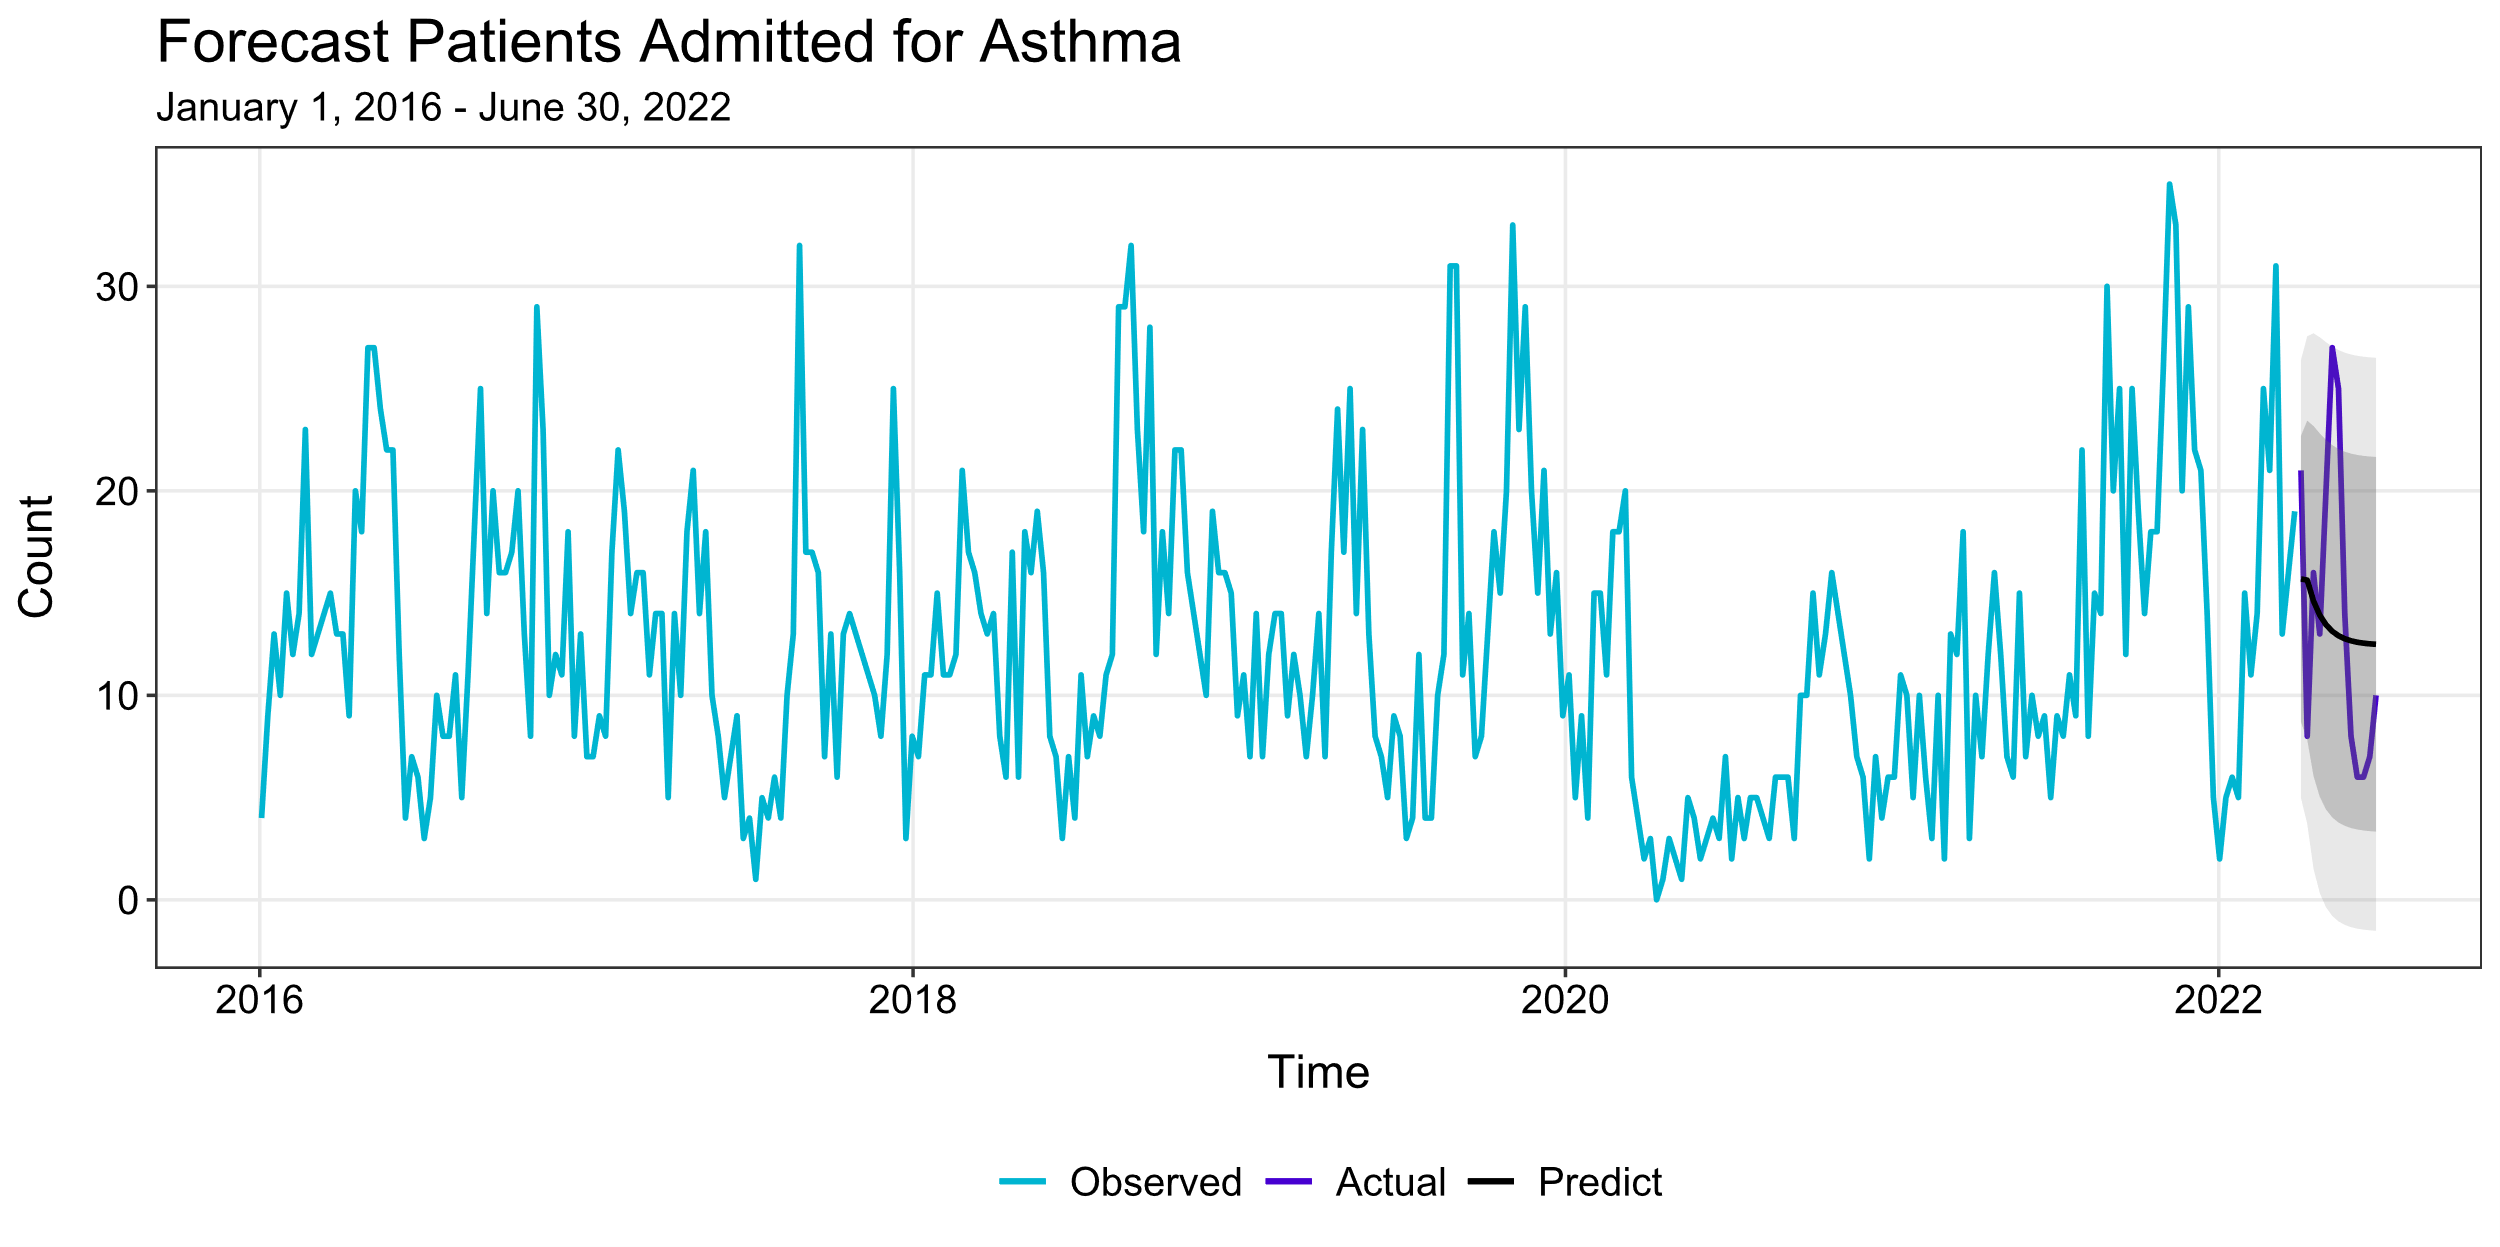 Forecast Patients Admitted for Asthma
January 1, 2016 - June 30, 2022
Count
30
20
10
0
2016 2018 2020 2022
Time
Observed Actual Predict